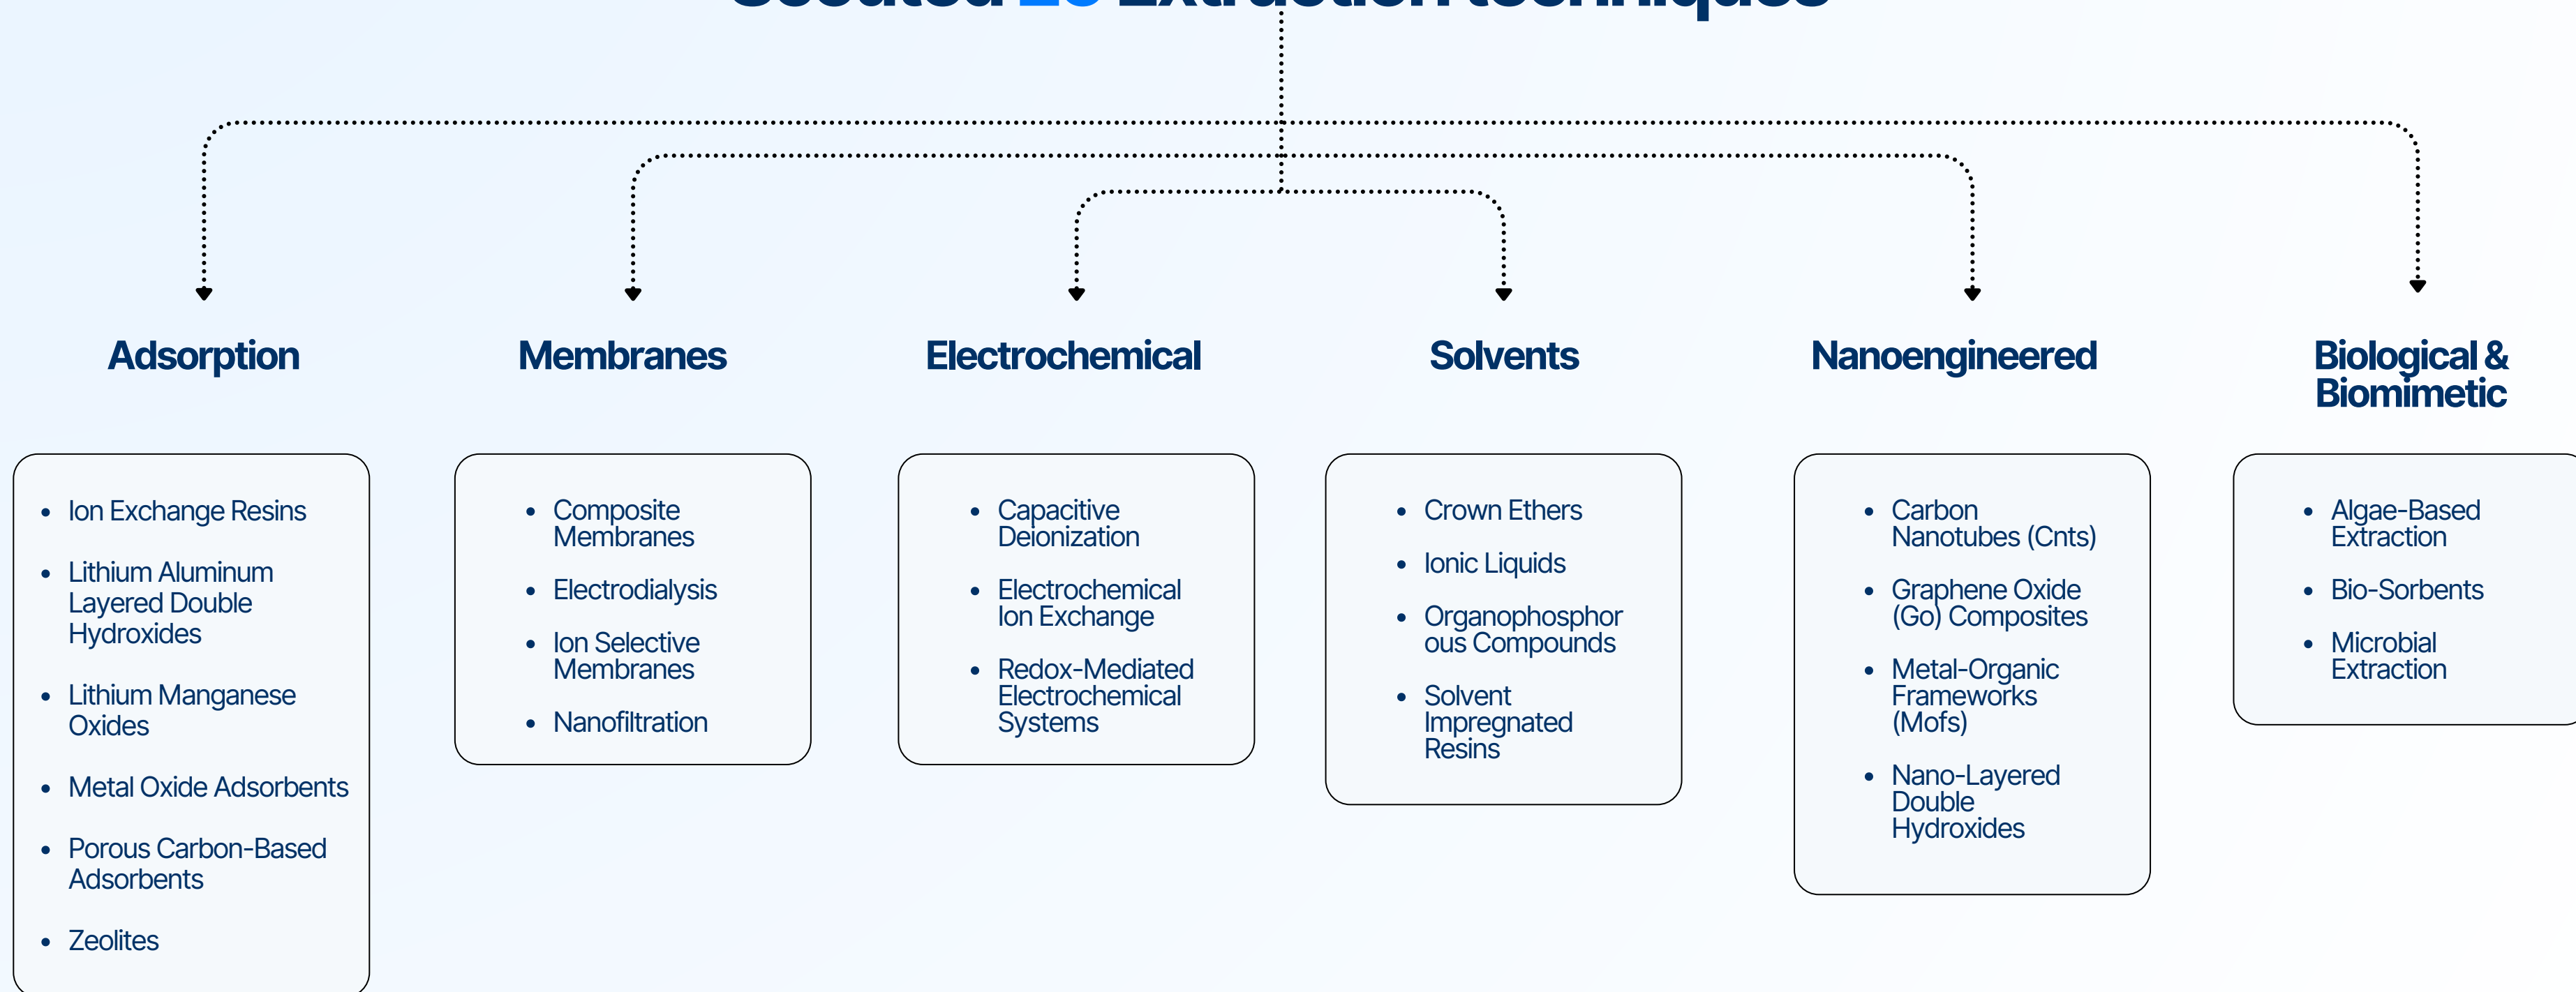 Extraction techniques
Adsorption
Ion Exchange Resins
Lithium Aluminum
Layered Double
Hydroxides
Lithium Manganese
Oxides
Metal Oxide Adsorbents
Porous Carbon-Based
Adsorbents
Zeolites
Membranes
Composite
Membranes
Electrodialysis
Ion Selective
Membranes
Nanofiltration
Electrochemical
Capacitive
Deionization
Electrochemical
Ion Exchange
Redox-Mediated
Electrochemical
Systems
Solvents
Crown Ethers
Ionic Liquids
Organophosphor
ous Compounds
Solvent
Impregnated
Resins
Nanoengineered
Carbon
Nanotubes (Cnts)
Graphene Oxide
(Go) Composites
Metal-Organic
Frameworks
(Mofs)
Nano-Layered
Double
Hydroxides
Biological &
Biomimetic
Algae-Based
Extraction
Bio-Sorbents
Microbial
Extraction